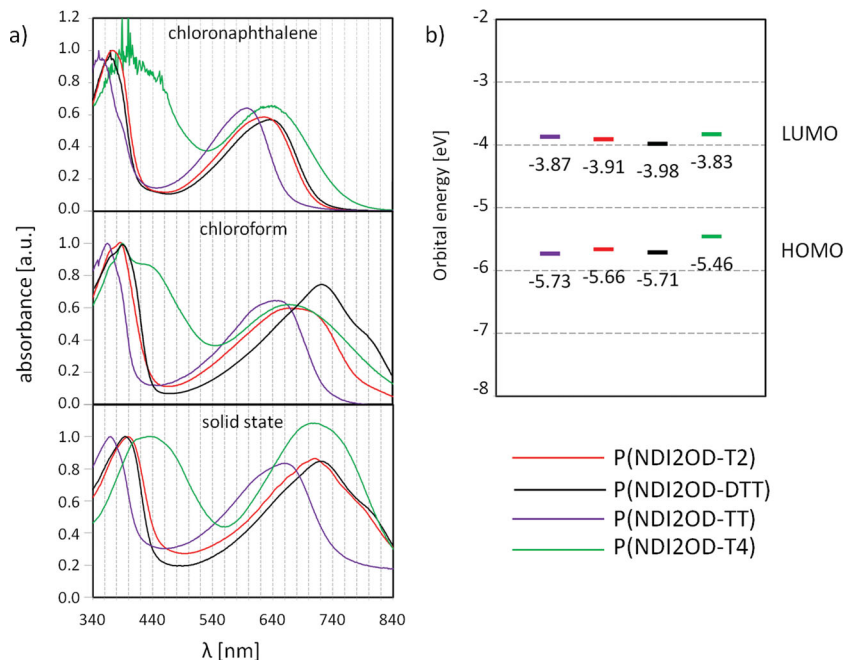 a)
chloronaphthalene
1.2
1.0
0.8
0.6
0.4
0.2
0.0
chloroform
1.0
0.8
0.6
0.4
0.2
0.0
solid state
1.0
0.8
0.6
0.4
0.2
0.0
340 440 540 640 740 840
λ [nm]
absorbance [a.u.]
b)
-2
-3
-4
-5
-6
-7
-8
Orbital energy [eV]
LUMO
-3.87 -3.91 -3.98 -3.83
HOMO
-5.73 -5.66 -5.71 -5.46
P(NDI2OD-T2)
P(NDI2OD-DTT)
P(NDI2OD-TT)
P(NDI2OD-T4)